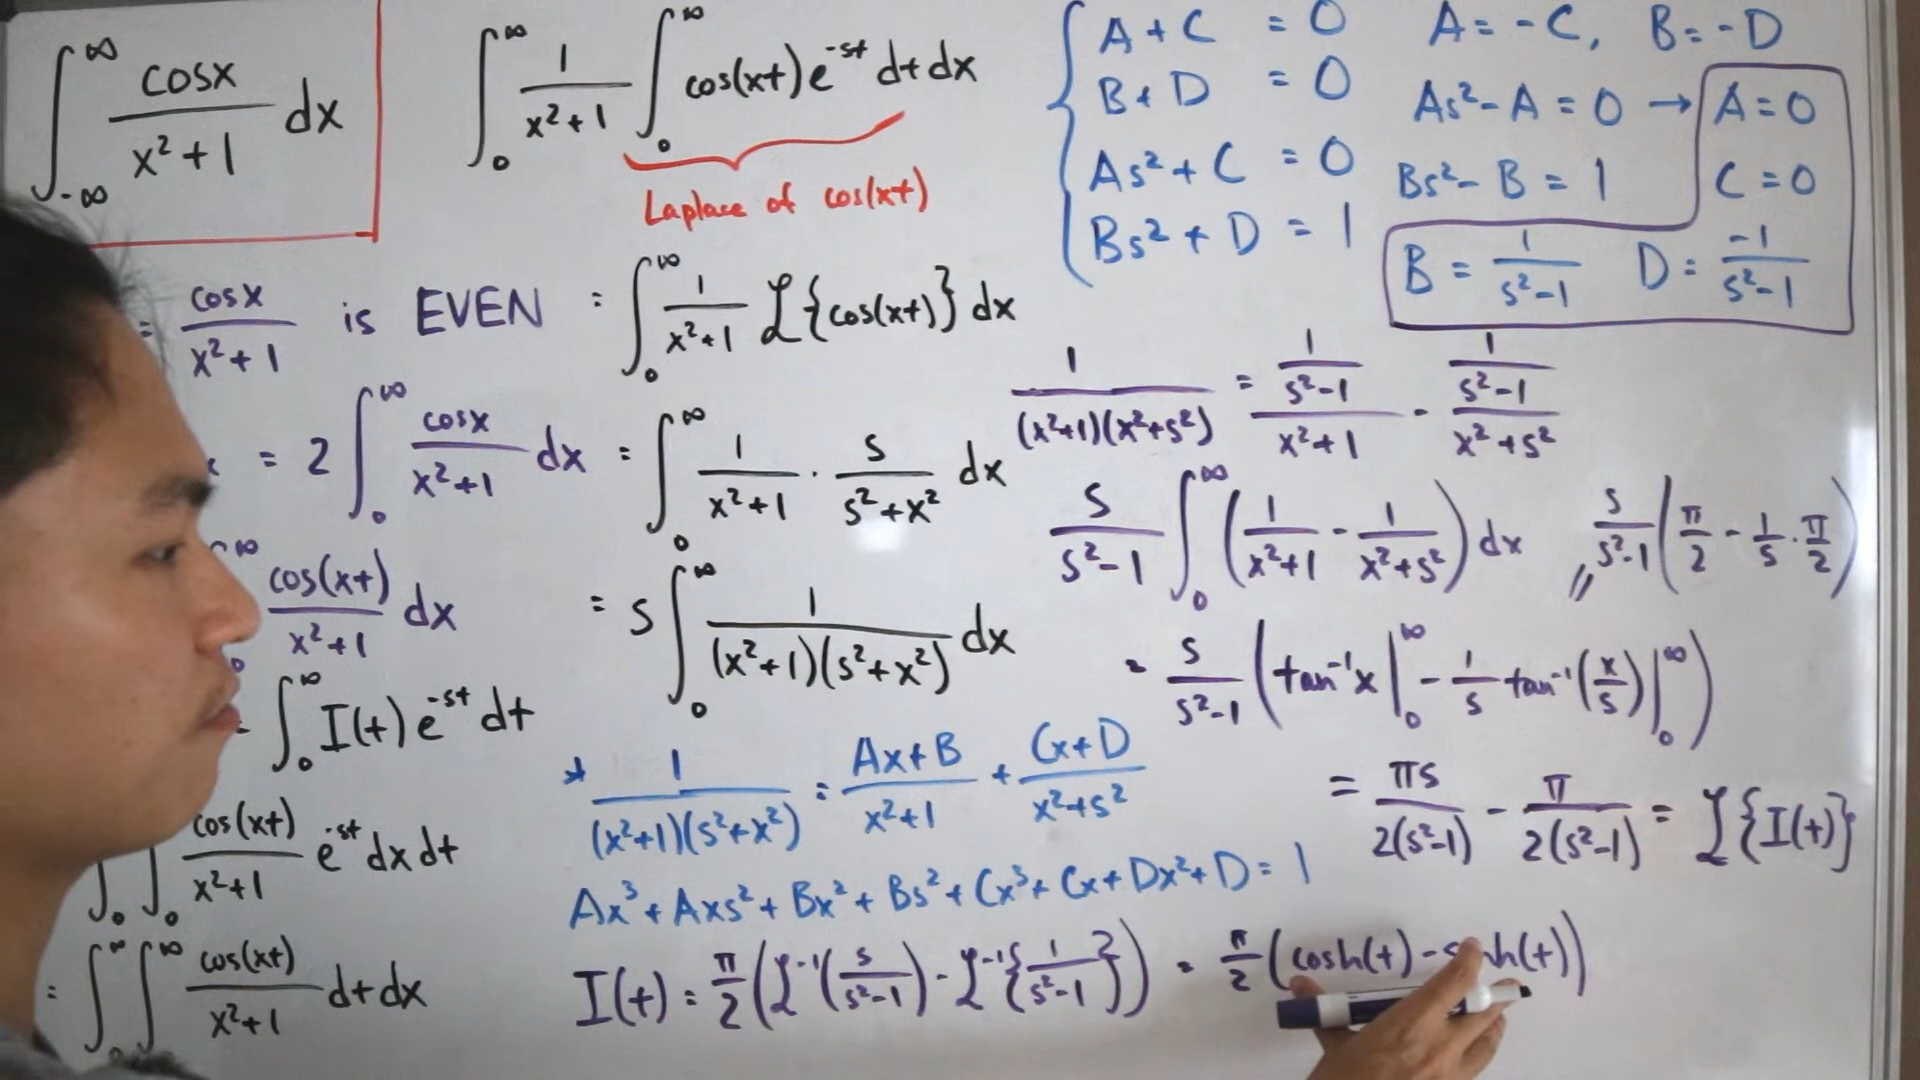 ∫_{-∞}^{∞} cosx/(x²+1) dx
= cosx/(x²+1) is EVEN
= 2 ∫_0^∞ cosx/(x²+1) dx
∞ cos(xt)/(x²+1) dx
∫_0^∞ I(t) e^{-st} dt
∫_0 ∫_0 cos(xt)/(x²+1) e^{-st} dx dt
= ∫_0^∞ ∫^∞ cos(xt)/(x²+1) dt dx
∫_0^∞ 1/(x²+1) ∫_0^∞ cos(xt) e^{-st} dt dx
Laplace of cos(xt)
= ∫_0^∞ 1/(x²+1) ℒ{cos(xt)} dx
= ∫_0^∞ 1/(x²+1) · s/(s²+x²) dx
= s ∫_0^∞ 1/((x²+1)(s²+x²)) dx
* 1/((x²+1)(s²+x²)) = (Ax+B)/(x²+1) + (Cx+D)/(x²+s²)
Ax³ + Axs² + Bx² + Bs² + Cx³ + Cx + Dx² + D = 1
A + C = 0
B + D = 0
As² + C = 0
Bs² + D = 1
A = -C, B = -D
As² - A = 0 → A = 0
Bs² - B = 1 C = 0
B = 1/(s²-1) D = -1/(s²-1)
1/((x²+1)(x²+s²)) = (1/(s²-1))/(x²+1) - (1/(s²-1))/(x²+s²)
s/(s²-1) ∫_0^∞ (1/(x²+1) - 1/(x²+s²)) dx
= s/(s²-1) (tan⁻¹x |_0^∞ - 1/s tan⁻¹(x/s) |_0^∞)
= s/(s²-1) (π/2 - 1/s · π/2)
= πs/(2(s²-1)) - π/(2(s²-1)) = ℒ{I(t)}
I(t) = π/2 (ℒ⁻¹(s/(s²-1)) - ℒ⁻¹{1/(s²-1)}) = π/2 (cosh(t) - sinh(t))